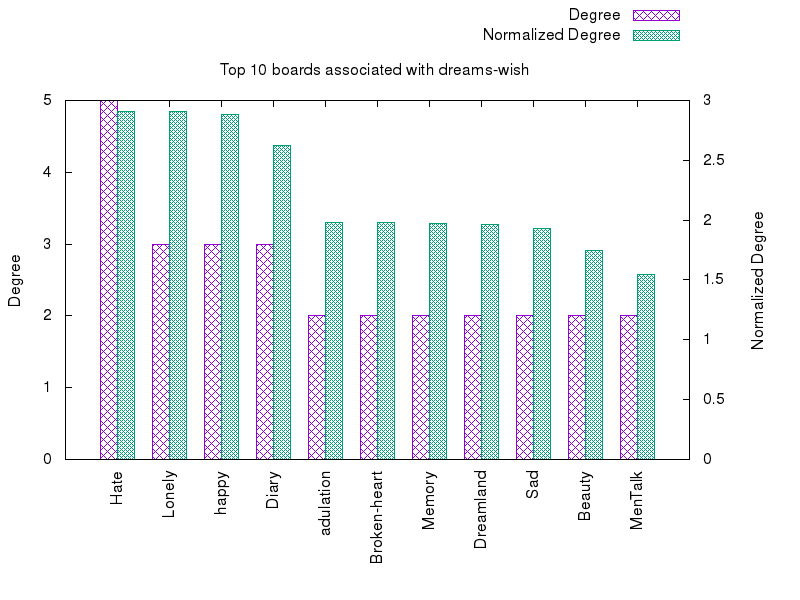 Degree
Normalized Degree
Top 10 boards associated with dreams-wish
5
4
3
2
1
0
3
2.5
2
1.5
1
0.5
0
Degree
Normalized Degree
Hate
Lonely
happy
Diary
adulation
Broken-heart
Memory
Dreamland
Sad
Beauty
MenTalk